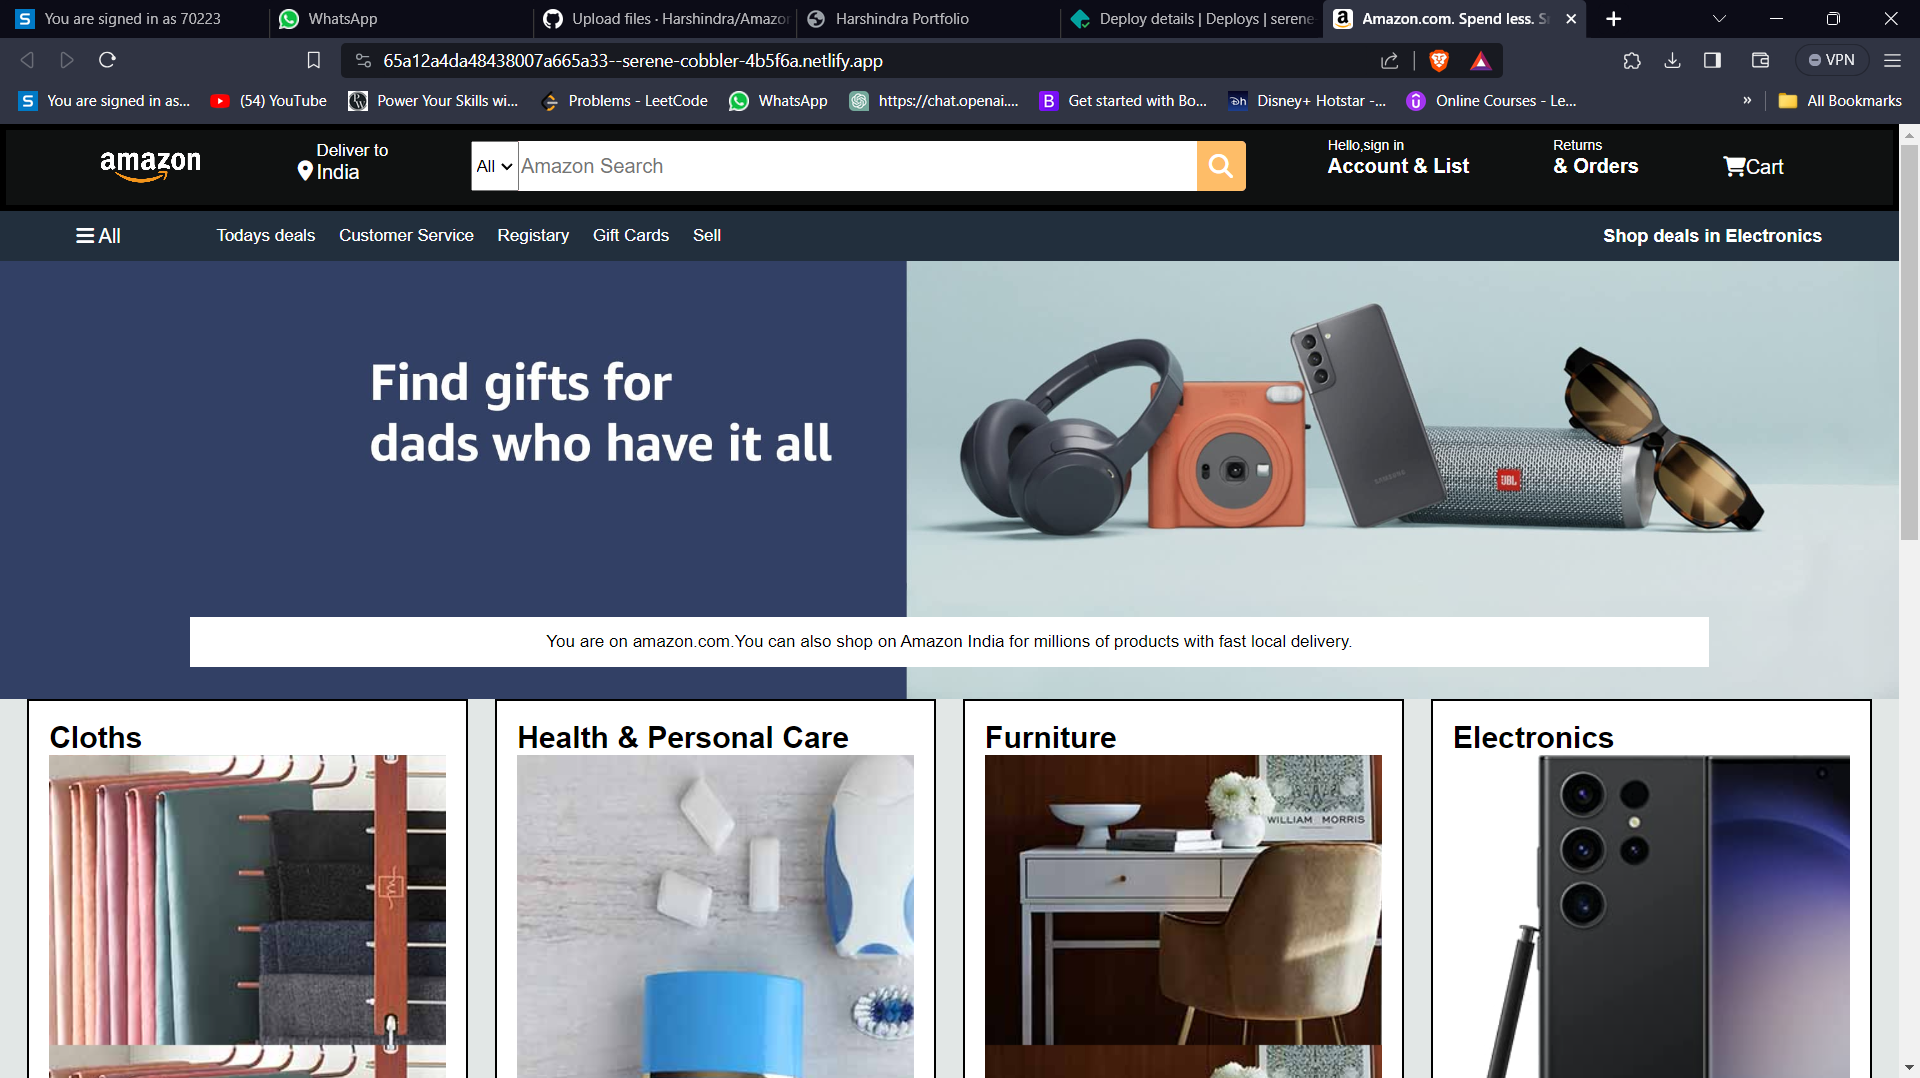 You are signed in as 70223
WhatsApp
Upload files · Harshindra/Amazon
Harshindra Portfolio
Deploy details | Deploys | serene-
Amazon.com. Spend less. S
65a12a4da48438007a665a33--serene-cobbler-4b5f6a.netlify.app
VPN
You are signed in as...
(54) YouTube
Power Your Skills wi...
Problems - LeetCode
WhatsApp
https://chat.openai....
Get started with Bo...
Disney+ Hotstar -...
Online Courses - Le...
»
All Bookmarks
amazon
Deliver to
India
All
Amazon Search
Hello,sign in
Account & List
Returns
& Orders
Cart
All
Todays deals
Customer Service
Registary
Gift Cards
Sell
Shop deals in Electronics
Find gifts for
dads who have it all
SAMSUNG
JBL
You are on amazon.com.You can also shop on Amazon India for millions of products with fast local delivery.
Cloths
Health & Personal Care
Furniture
Electronics
WILLIAM MORRIS